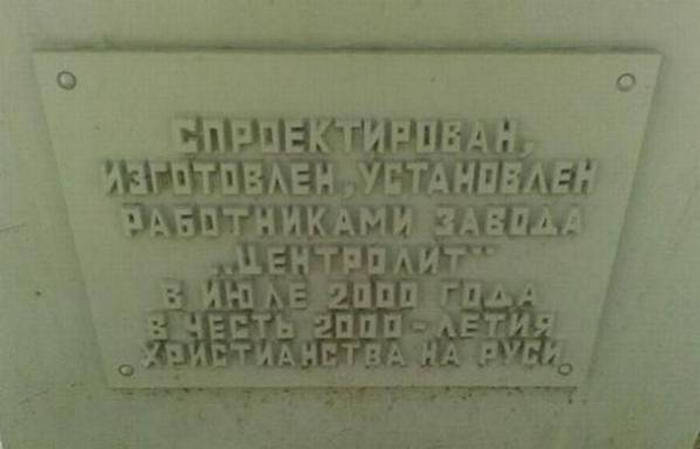 СПРОЕКТИРОВАН,
ИЗГОТОВЛЕН, УСТАНОВЛЕН
РАБОТНИКАМИ ЗАВОДА
„ЦЕНТРОЛИТ"
В ИЮЛЕ 2000 ГОДА
В ЧЕСТЬ 2000-ЛЕТИЯ
ХРИСТИАНСТВА НА РУСИ